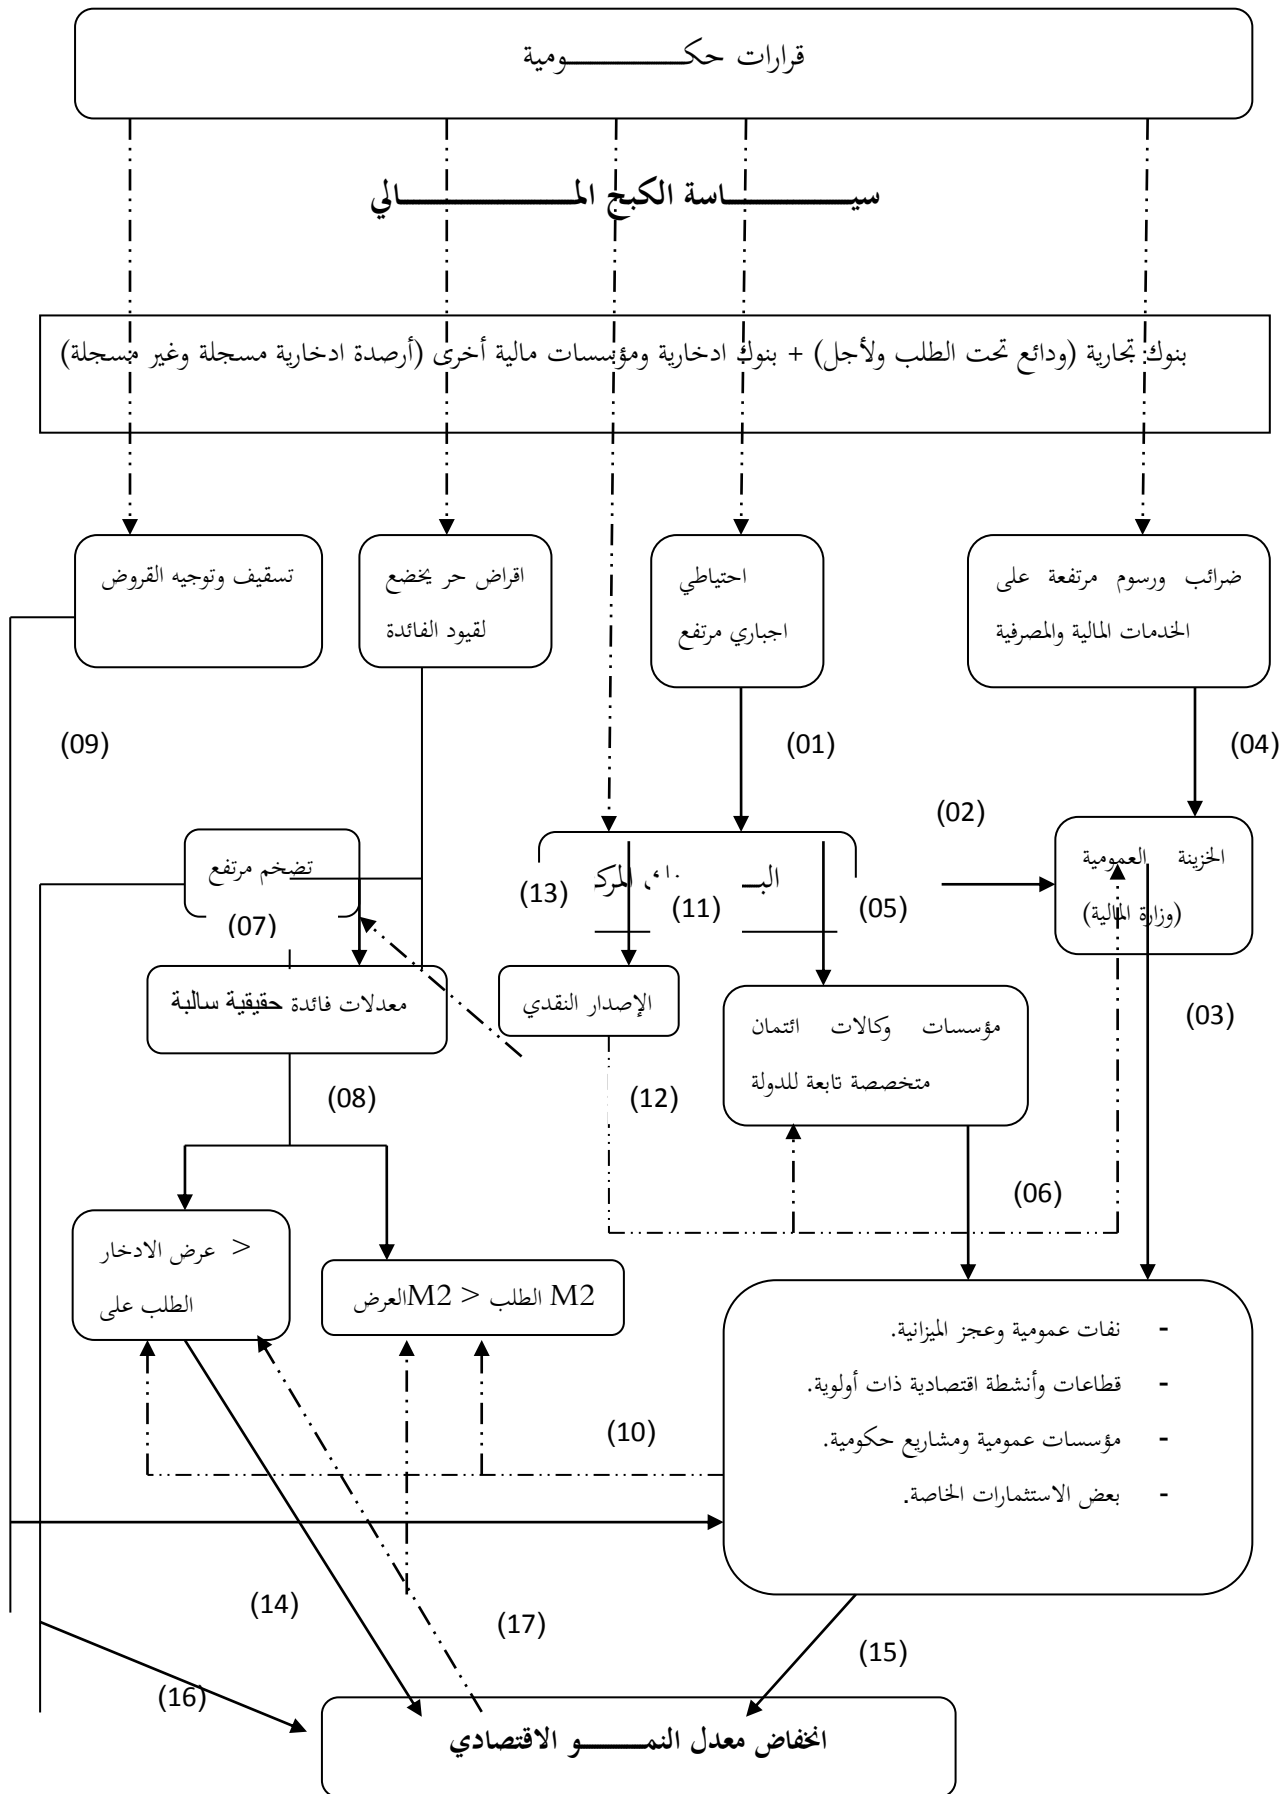 قرارات حكـــــــــومية
سيـــــــــاسة الكبح المـــــــــــالي
بنوك تجارية (ودائع تحت الطلب ولأجل) + بنوك ادخارية ومؤسسات مالية أخرى (أرصدة ادخارية مسجلة وغير مسجلة)
ضرائب ورسوم مرتفعة على
الخدمات المالية والمصرفية
احتياطي
اجباري مرتفع
اقراض حر يخضع
لقيود الفائدة
تسقيف وتوجيه القروض
(04)
(01)
(09)
(02)
الخزينة العمومية
(وزارة المالية)
تضخم مرتفع
(05)
(11)
(13)
(07)
معدلات فائدة حقيقية سالبة
الإصدار النقدي
مؤسسات وكالات ائتمان
متخصصة تابعة للدولة
(03)
(12)
(08)
(06)
عرض الادخار >
الطلب على
M2 الطلب < M2العرض
- نفات عمومية وعجز الميزانية.
- قطاعات وأنشطة اقتصادية ذات أولوية.
- مؤسسات عمومية ومشاريع حكومية.
- بعض الاستثمارات الخاصة.
(10)
(14)
(17)
(15)
(16)
انخفاض معدل النمـــــو الاقتصادي